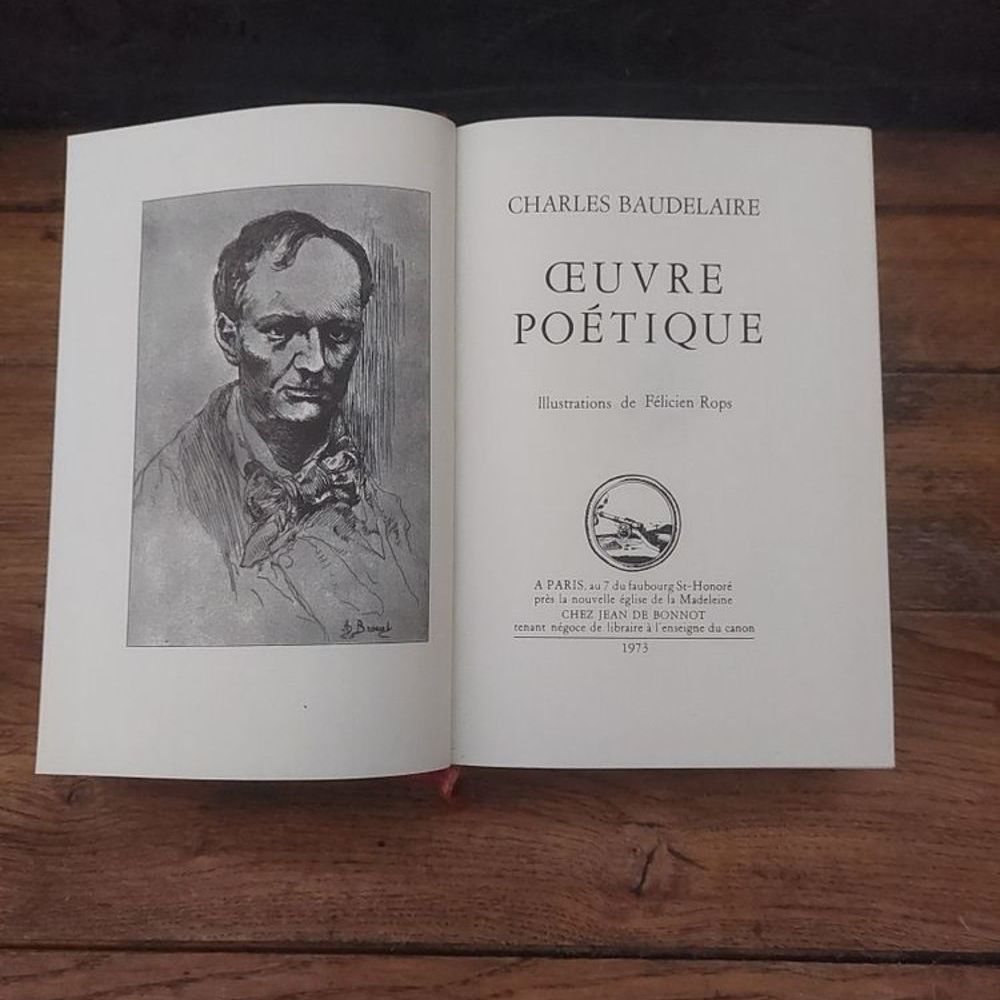 CHARLES BAUDELAIRE
ŒUVRE
POÉTIQUE
Illustrations de Félicien Rops
A PARIS, au 7 du faubourg St-Honoré
près la nouvelle église de la Madeleine
CHEZ JEAN DE BONNOT
tenant négoce de libraire à l'enseigne du canon
1973